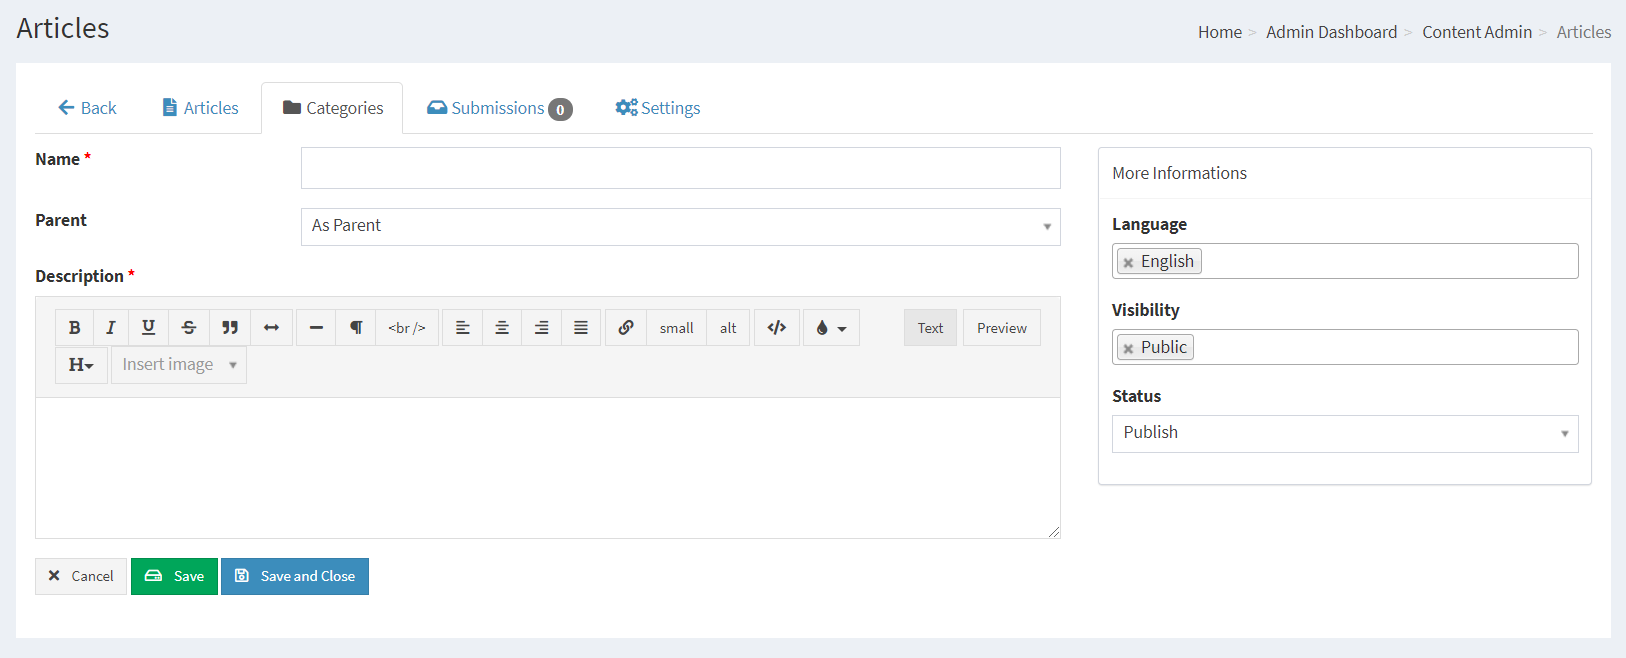 Articles
Home > Admin Dashboard > Content Admin > Articles
Back Articles Categories Submissions 0 Settings
Name *
Parent As Parent
Description *
B I U S <br /> small alt </> Text Preview
H Insert image
Cancel Save Save and Close
More Informations
Language
× English
Visibility
× Public
Status
Publish